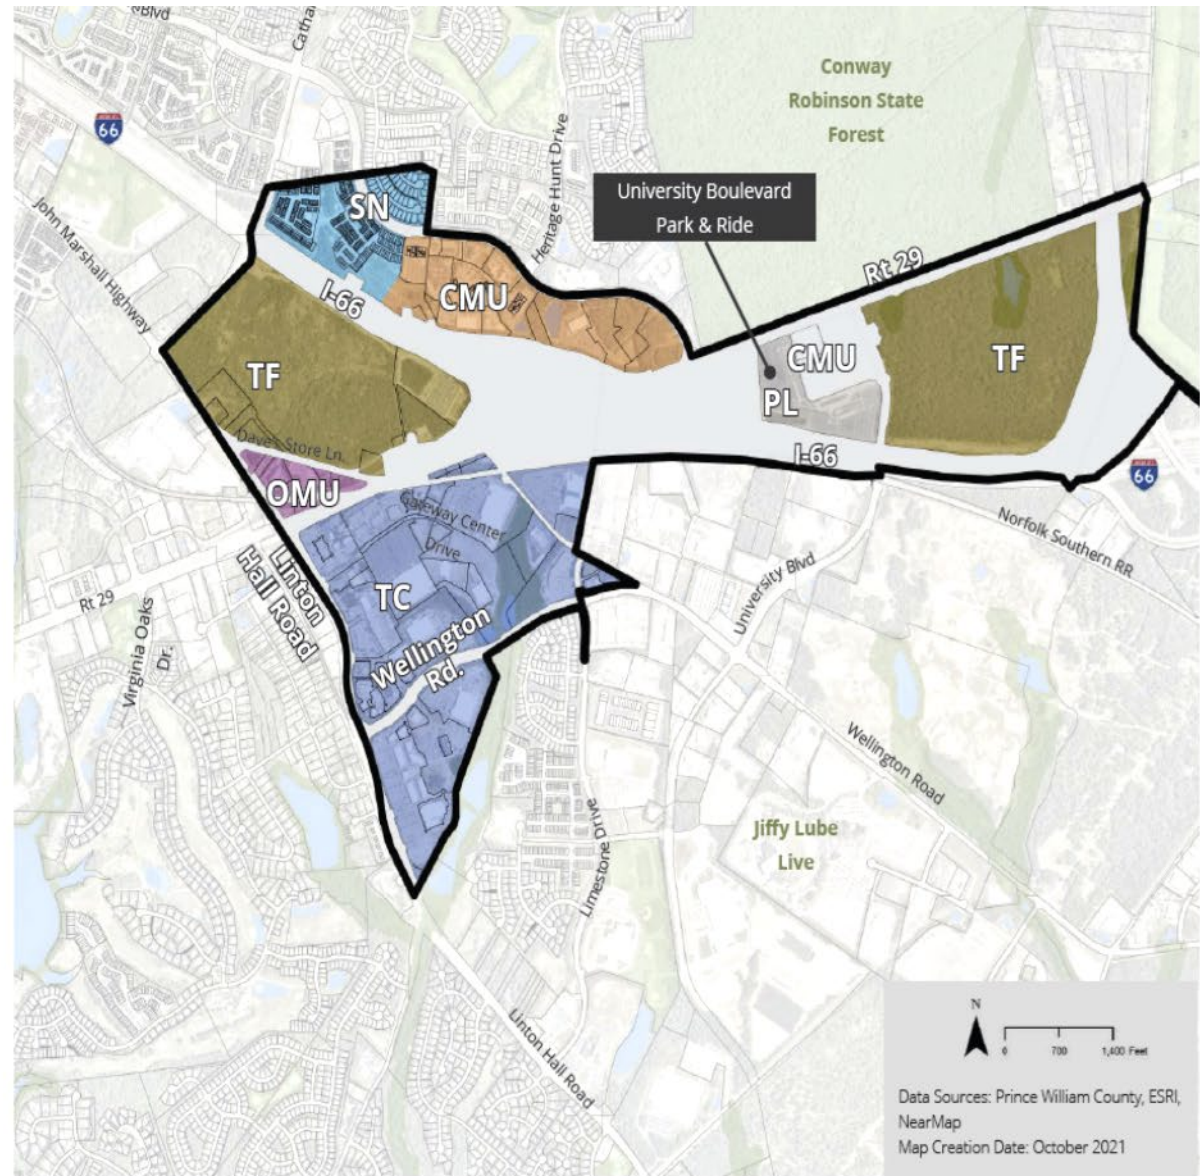 Blvd
Catha
66
Conway
Robinson State
Forest
Heritage Hunt Drive
University Boulevard
Park & Ride
John Marshall Highway
SN
I-66
CMU
Rt 29
TF
CMU
TF
PL
I-66
66
Dave's Store Ln.
OMU
Gateway Center
Drive
Norfolk Southern RR
Linton
Hall Road
Rt 29
TC
Wellington
Rd.
University Blvd
Virginia Oaks
Dr.
Wellington Road
Limestone Drive
Jiffy Lube
Live
Linton Hall Road
N
0 700 1,400 Feet
Data Sources: Prince William County, ESRI,
NearMap
Map Creation Date: October 2021